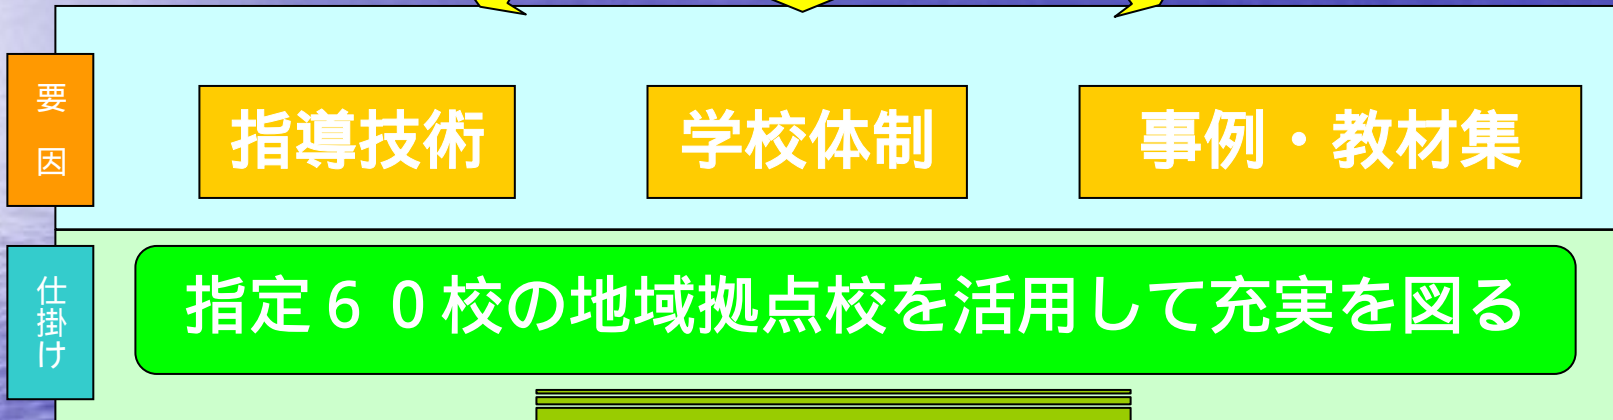 要因
指導技術
学校体制
事例・教材集
仕掛け
指定６０校の地域拠点校を活用して充実を図る